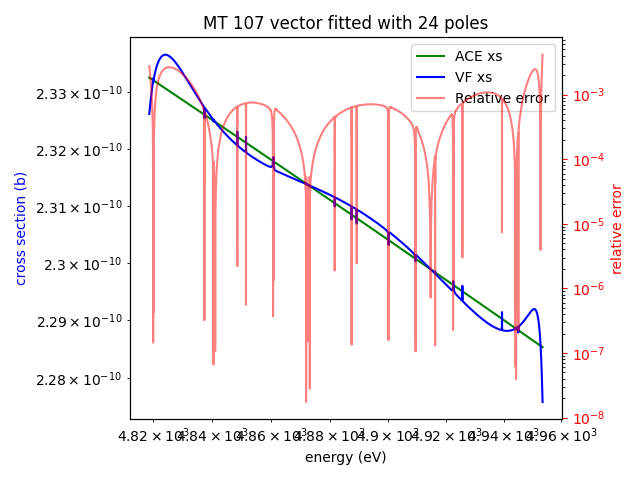 MT 107 vector fitted with 24 poles
ACE xs
VF xs
Relative error
cross section (b)
2.33 × 10⁻¹⁰
2.32 × 10⁻¹⁰
2.31 × 10⁻¹⁰
2.3 × 10⁻¹⁰
2.29 × 10⁻¹⁰
2.28 × 10⁻¹⁰
10⁻³
10⁻⁴
10⁻⁵
10⁻⁶
10⁻⁷
10⁻⁸
relative error
4.82 × 10³ 4.84 × 10³ 4.86 × 10³ 4.88 × 10³ 4.9 × 10³ 4.92 × 10³ 4.94 × 10³ 4.96 × 10³
energy (eV)